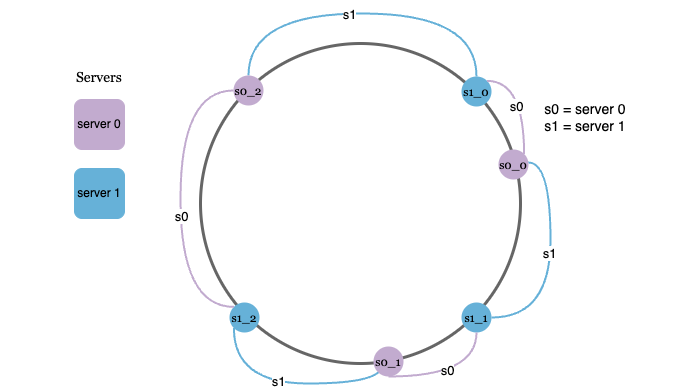 s1
Servers
server 0
server 1
s0_2
s1_0
s0
s0 = server 0
s1 = server 1
s0_0
s0
s1
s1_2
s1_1
s0_1
s0
s1